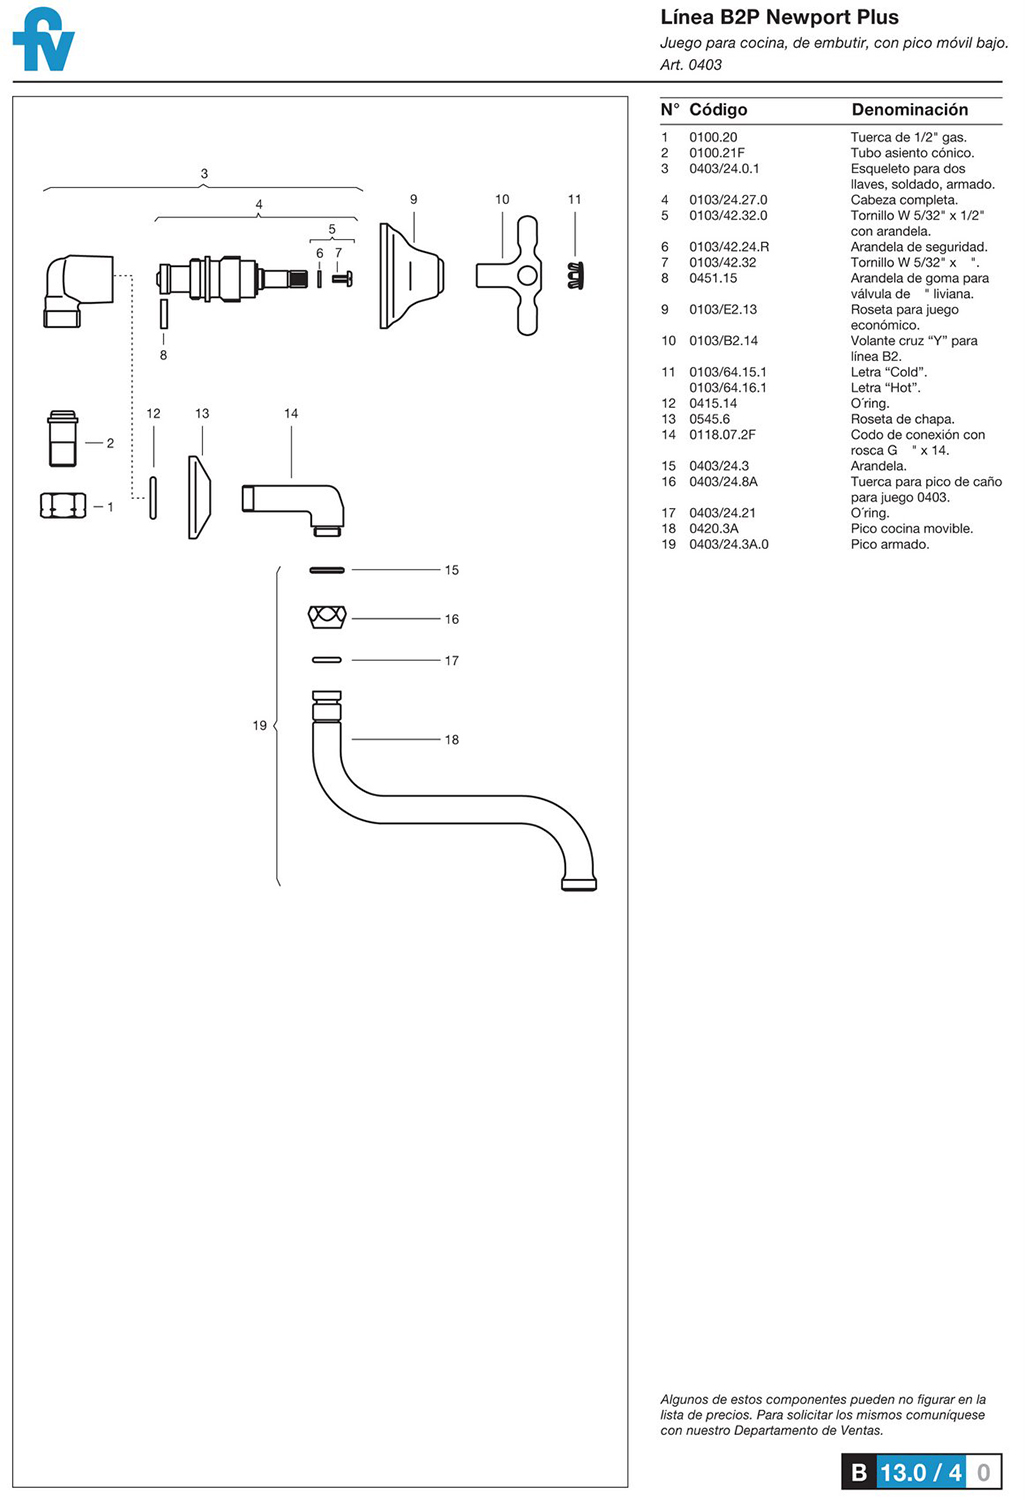 fv
Línea B2P Newport Plus
Juego para cocina, de embutir, con pico móvil bajo.
Art. 0403
N° Código Denominación
1 0100.20 Tuerca de 1/2" gas.
2 0100.21F Tubo asiento cónico.
3 0403/24.0.1 Esqueleto para dos
llaves, soldado, armado.
4 0103/24.27.0 Cabeza completa.
5 0103/42.32.0 Tornillo W 5/32" x 1/2"
con arandela.
6 0103/42.24.R Arandela de seguridad.
7 0103/42.32 Tornillo W 5/32" x ".
8 0451.15 Arandela de goma para
válvula de " liviana.
9 0103/E2.13 Roseta para juego
económico.
10 0103/B2.14 Volante cruz “Y” para
línea B2.
11 0103/64.15.1 Letra “Cold”.
0103/64.16.1 Letra “Hot”.
12 0415.14 O´ring.
13 0545.6 Roseta de chapa.
14 0118.07.2F Codo de conexión con
rosca G " x 14.
15 0403/24.3 Arandela.
16 0403/24.8A Tuerca para pico de caño
para juego 0403.
17 0403/24.21 O´ring.
18 0420.3A Pico cocina movible.
19 0403/24.3A.0 Pico armado.
3
4
9
10
11
5
6
7
8
12
13
14
2
1
15
16
17
19
18
Algunos de estos componentes pueden no figurar en la
lista de precios. Para solicitar los mismos comuníquese
con nuestro Departamento de Ventas.
B 13.0 / 4 0